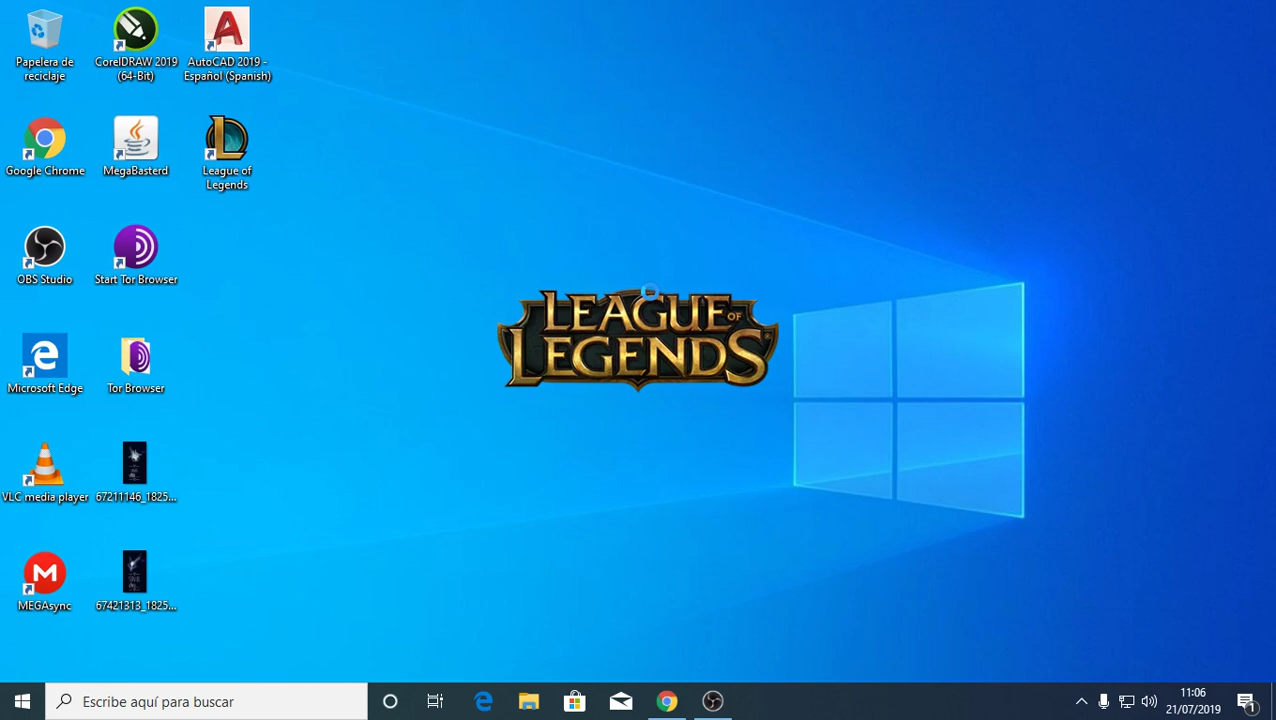 Papelera de
reciclaje
CorelDRAW 2019
(64-Bit)
AutoCAD 2019 -
Español (Spanish)
Google Chrome
MegaBasterd
League of
Legends
OBS Studio
Start Tor Browser
Microsoft Edge
Tor Browser
VLC media player
67211146_1825...
MEGAsync
67421313_1825...
LEAGUE OF
LEGENDS
Escribe aquí para buscar
11:06
21/07/2019
1